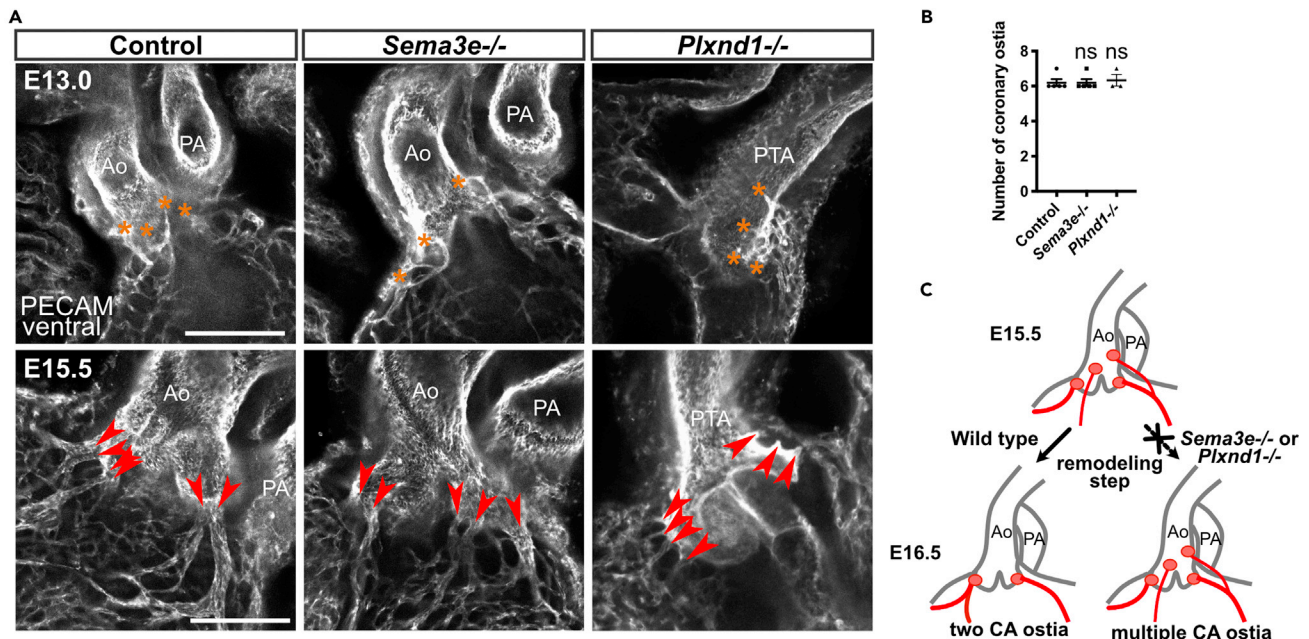 A
Control
Sema3e-/-
Plxnd1-/-
E13.0
Ao
PA
PECAM
ventral
Ao
PA
PTA
* * * *
* * *
* * * *
E15.5
Ao
PA
Ao
PA
PTA
B
Number of coronary ostia
8
6
4
2
0
ns
ns
Control
Sema3e-/-
Plxnd1-/-
C
E15.5
Ao
PA
Wild type
remodeling
step
Sema3e-/- or
Plxnd1-/-
E16.5
Ao
PA
Ao
PA
two CA ostia
multiple CA ostia